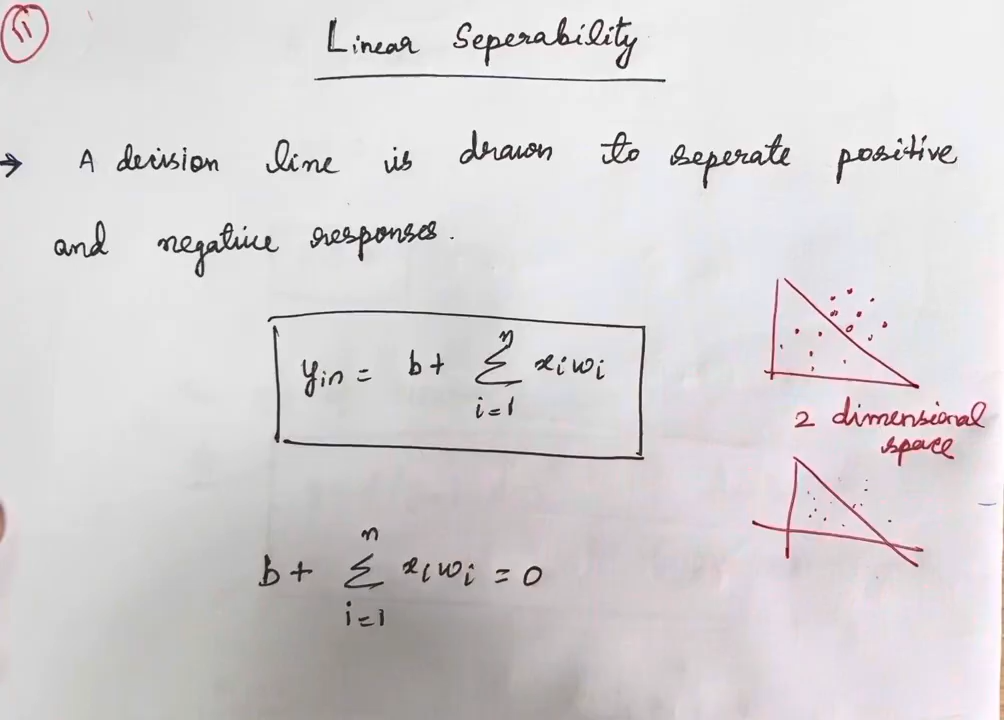 11
Linear Seperability
→ A decision line is drawn to seperate positive
and negative responses.
yin = b + n∑i=1 xiwi
2 dimensional
space
b + n∑i=1 xiwi = 0